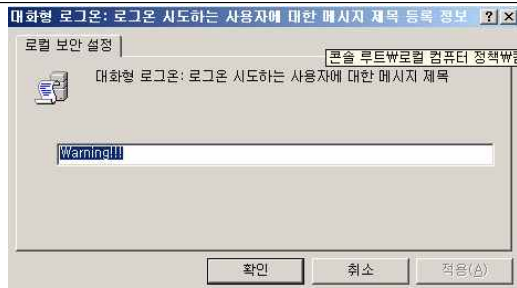 대화형 로그온: 로그온 시도하는 사용자에 대한 메시지 제목 등록 정보
로컬 보안 설정
콘솔 루트₩로컬 컴퓨터 정책₩
대화형 로그온: 로그온 시도하는 사용자에 대한 메시지 제목
Warning!!!
확인
취소
적용(A)